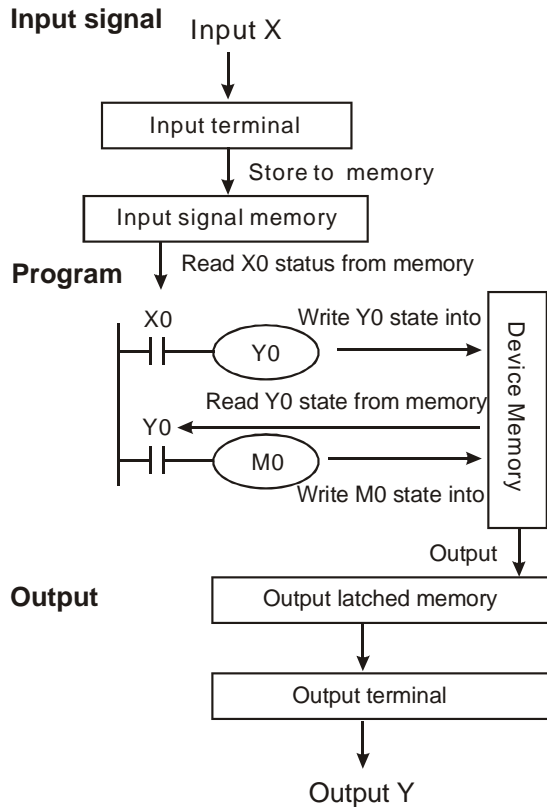 Input signal
Input X
Input terminal
Store to memory
Input signal memory
Read X0 status from memory
Program
X0
Y0
Write Y0 state into
Device Memory
Read Y0 state from memory
Y0
M0
Write M0 state into
Output
Output
Output latched memory
Output terminal
Output Y